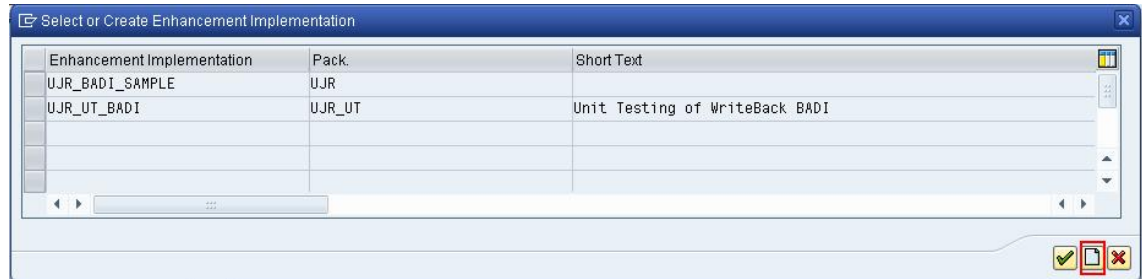 Select or Create Enhancement Implementation
Enhancement Implementation Pack. Short Text
UJR_BADI_SAMPLE UJR
UJR_UT_BADI UJR_UT Unit Testing of WriteBack BADI